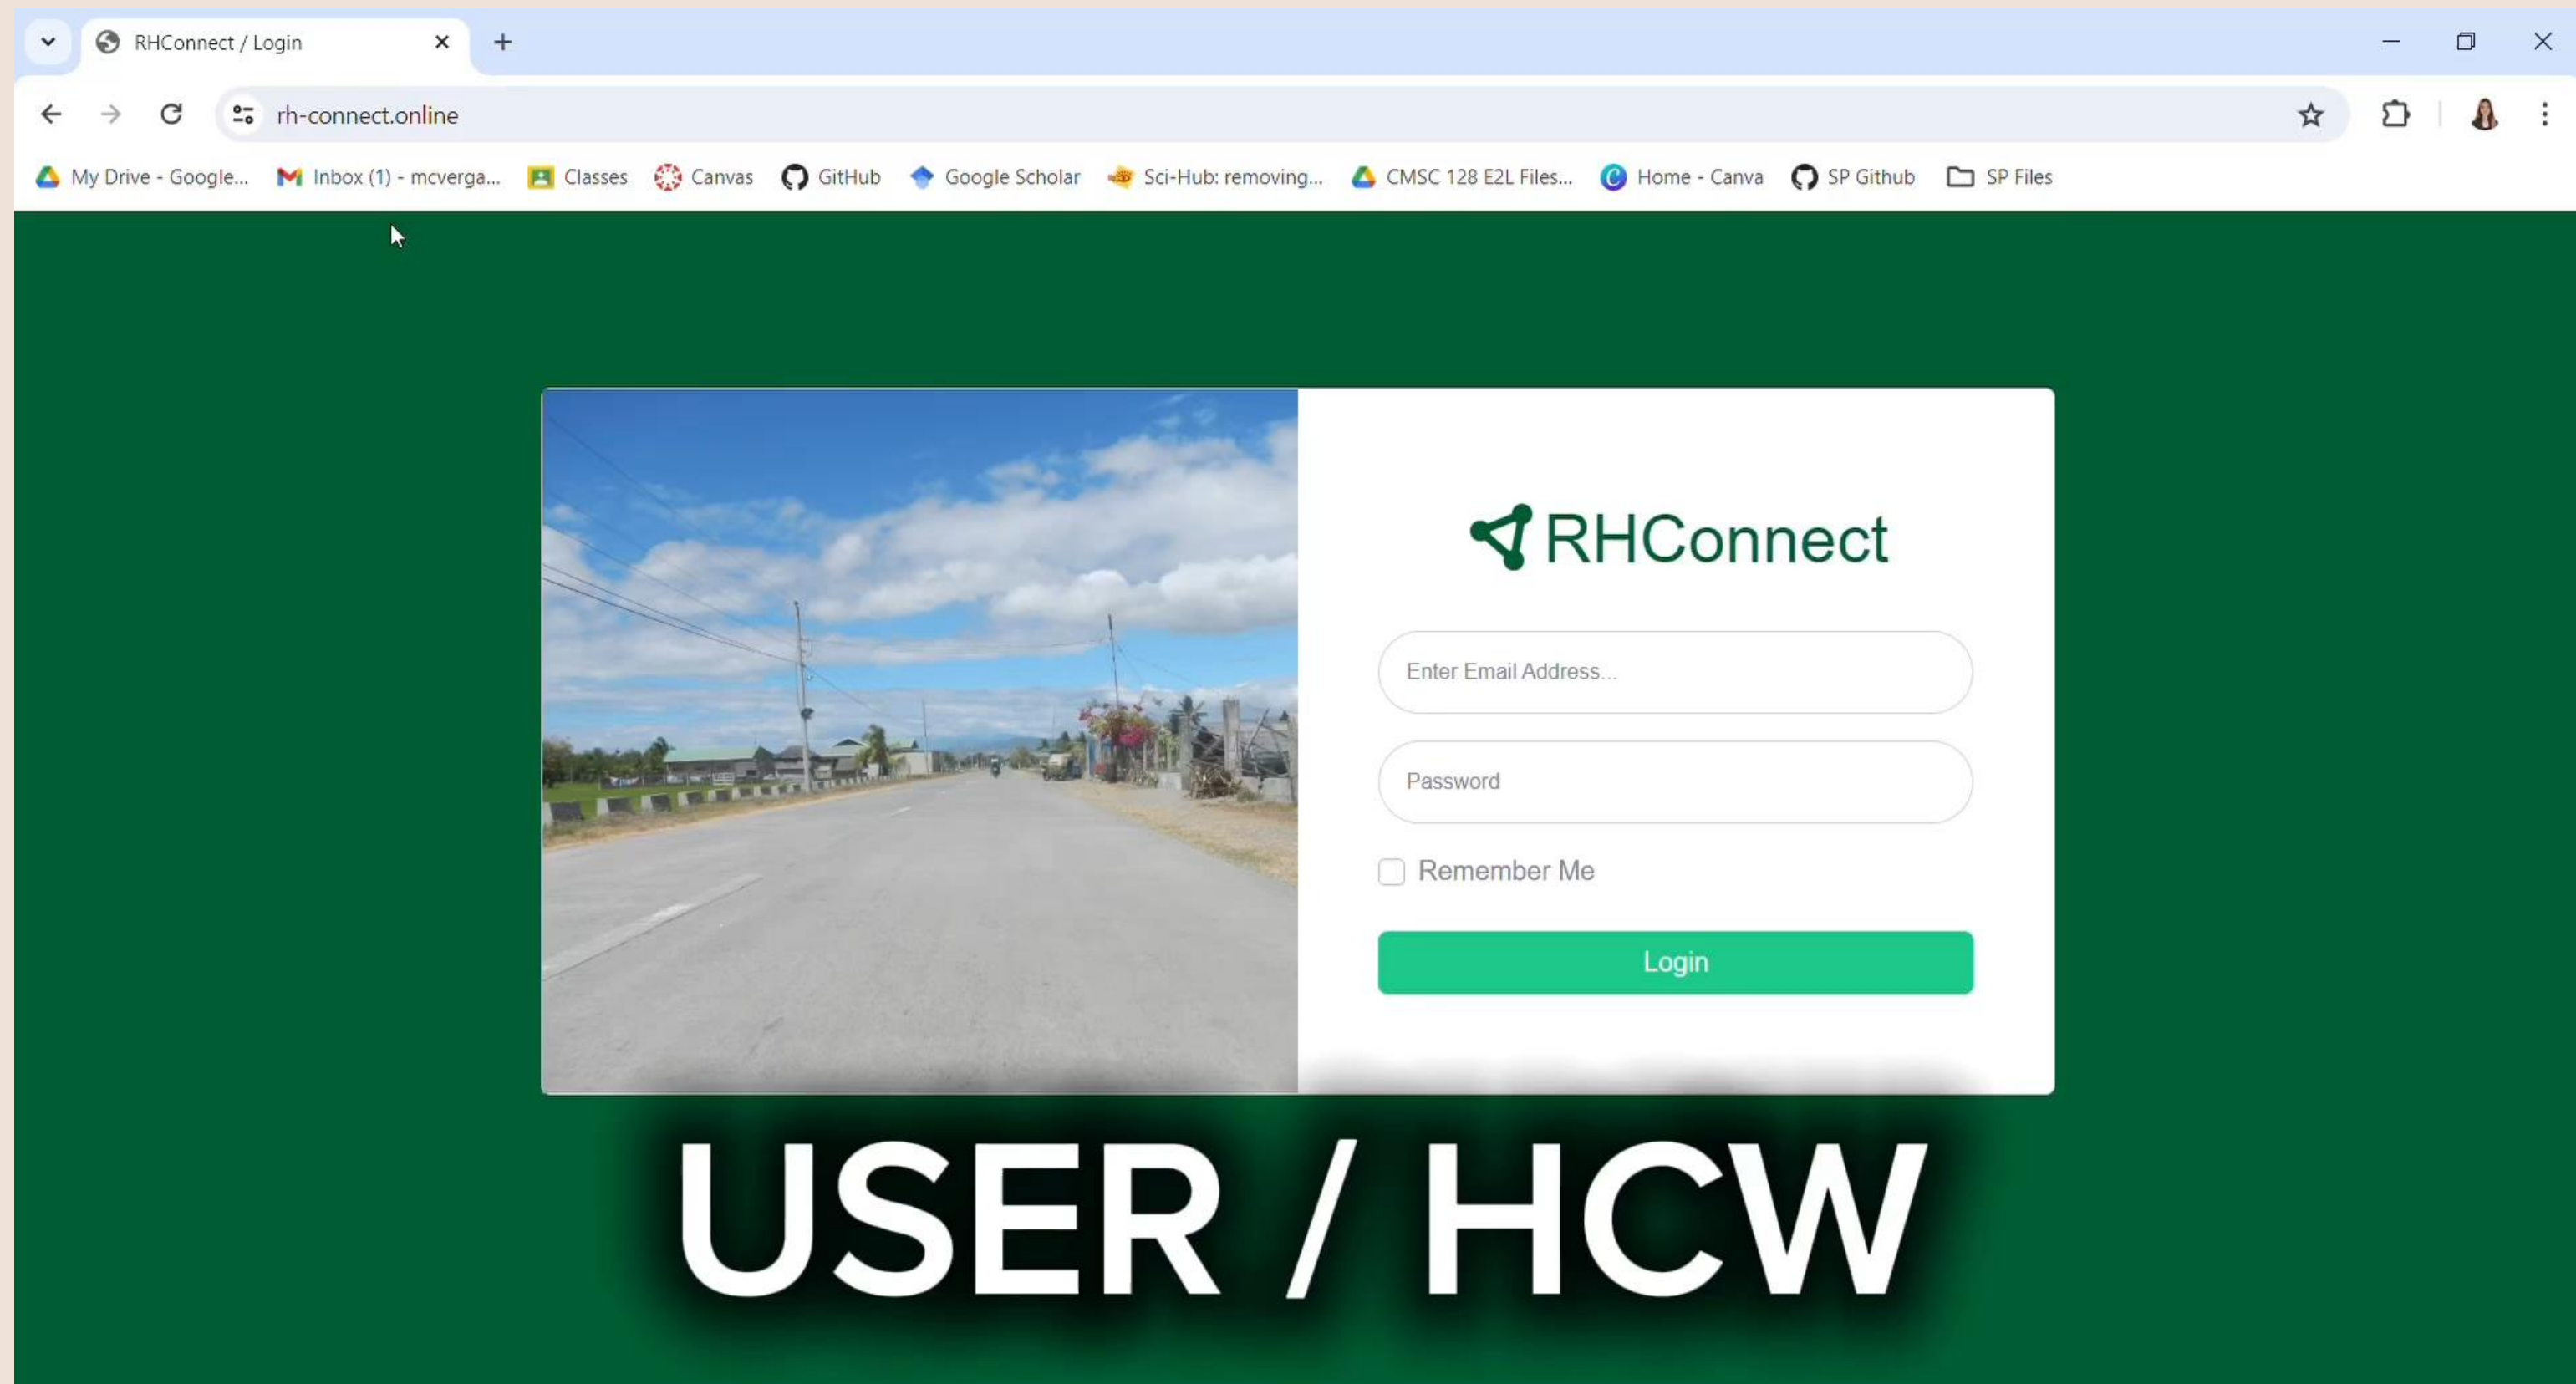 RHConnect / Login
rh-connect.online
My Drive - Google... Inbox (1) - mcverga... Classes Canvas GitHub Google Scholar Sci-Hub: removing... CMSC 128 E2L Files... Home - Canva SP Github SP Files
RHConnect
Enter Email Address...
Password
Remember Me
Login
USER / HCW